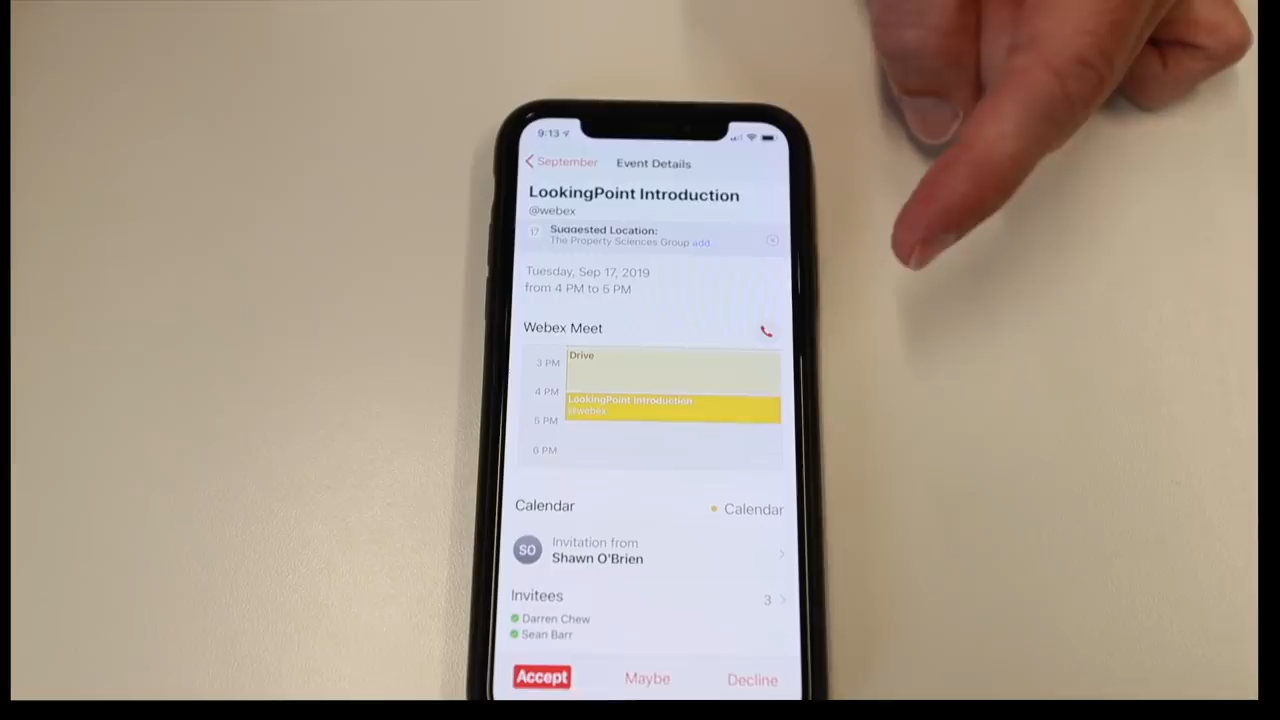 9:13
September Event Details
LookingPoint Introduction
@webex
17 Suggested Location:
The Property Sciences Group add.
Tuesday, Sep 17, 2019
from 4 PM to 5 PM
Webex Meet
3 PM Drive
4 PM LookingPoint Introduction
@webex
5 PM
6 PM
Calendar Calendar
SO Invitation from
Shawn O'Brien
Invitees 3
Darren Chew
Sean Barr
Accept Maybe Decline